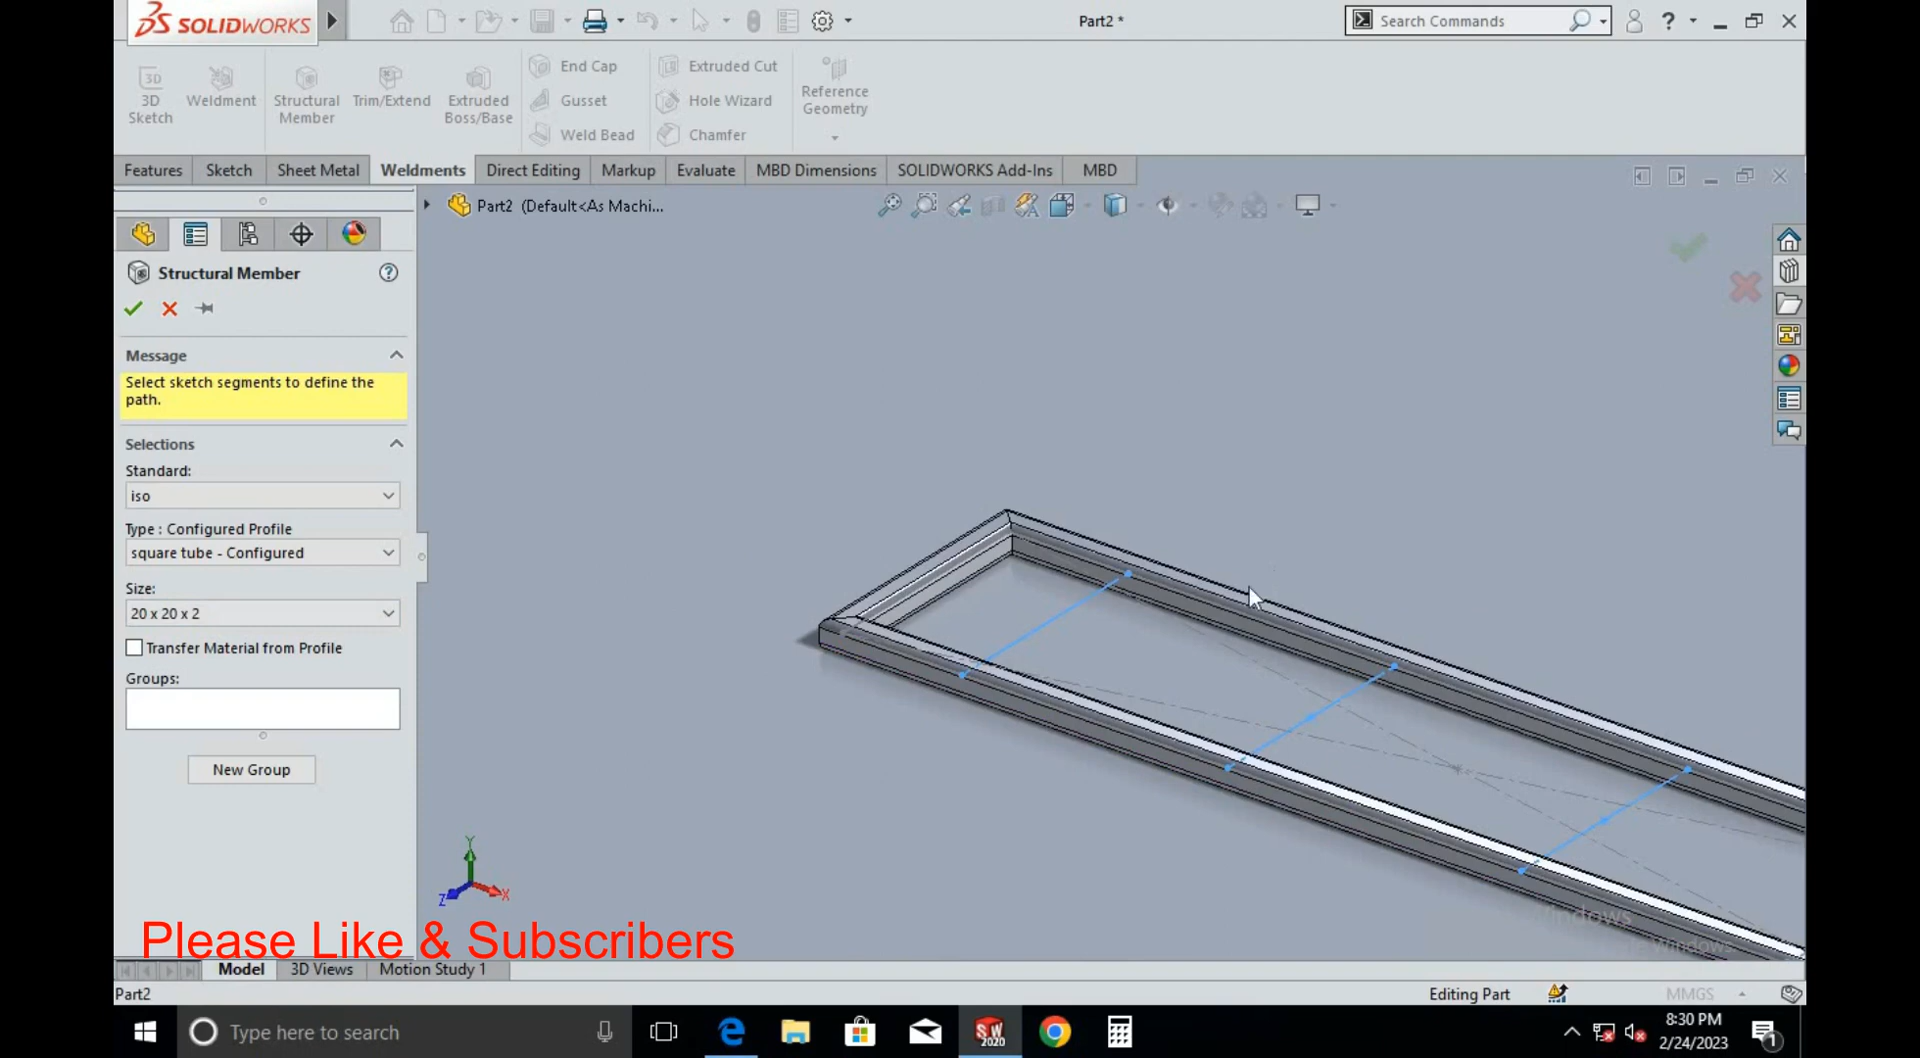 SOLIDWORKS
Part2 *
Search Commands
3D
Sketch
Weldment
Structural
Member
Trim/Extend
Extruded
Boss/Base
End Cap
Gusset
Weld Bead
Extruded Cut
Hole Wizard
Chamfer
Reference
Geometry
Features
Sketch
Sheet Metal
Weldments
Direct Editing
Markup
Evaluate
MBD Dimensions
SOLIDWORKS Add-Ins
MBD
Part2 (Default<As Machi...
Structural Member
Message
Select sketch segments to define the
path.
Selections
Standard:
iso
Type : Configured Profile
square tube - Configured
Size:
20 x 20 x 2
Transfer Material from Profile
Groups:
New Group
Y
Z
X
Please Like & Subscribers
Model
3D Views
Motion Study 1
Part2
Editing Part
MMGS
Type here to search
SW
2020
8:30 PM
2/24/2023
1